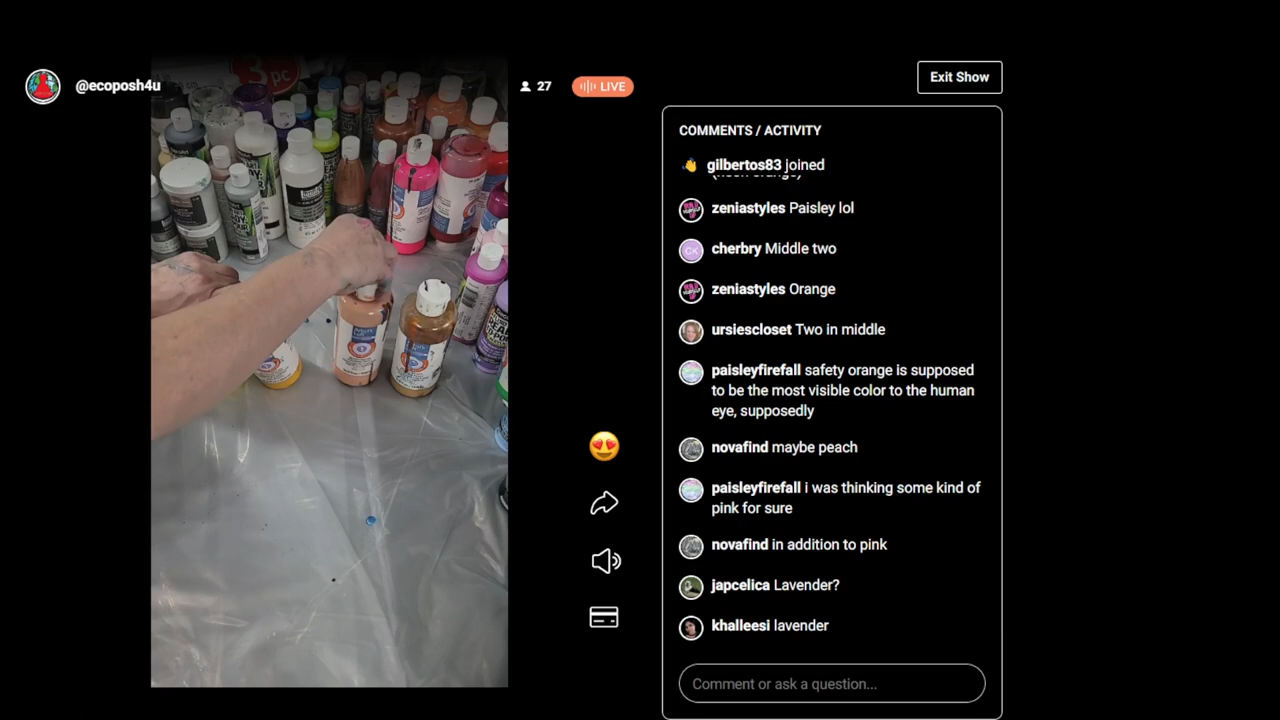 @ecoposh4u
27
LIVE
Exit Show
3 pc
COMMENTS / ACTIVITY
gilbertos83 joined
zeniastyles Paisley lol
cherbry Middle two
zeniastyles Orange
ursiescloset Two in middle
paisleyfirefall safety orange is supposed
to be the most visible color to the human
eye, supposedly
novafind maybe peach
paisleyfirefall i was thinking some kind of
pink for sure
novafind in addition to pink
japcelica Lavender?
khalleesi lavender
CK
Comment or ask a question...